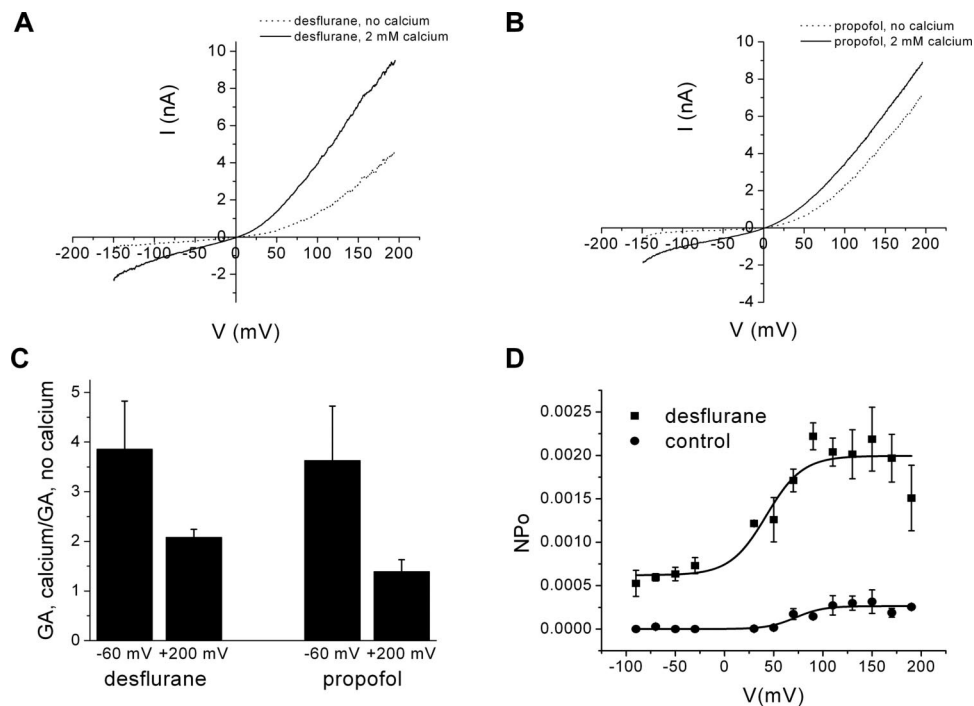 A
desflurane, no calcium
desflurane, 2 mM calcium
I (nA)
10
8
6
4
2
0
-2
-200 -150 -100 -50 0 50 100 150 200
V (mV)
B
propofol, no calcium
propofol, 2 mM calcium
I (nA)
10
8
6
4
2
0
-2
-4
-200 -150 -100 -50 0 50 100 150 200
V (mV)
C
GA, calcium/GA, no calcium
5
4
3
2
1
0
-60 mV +200 mV -60 mV +200 mV
desflurane propofol
D
desflurane
control
NPo
0.0025
0.0020
0.0015
0.0010
0.0005
0.0000
-100 -50 0 50 100 150 200
V(mV)